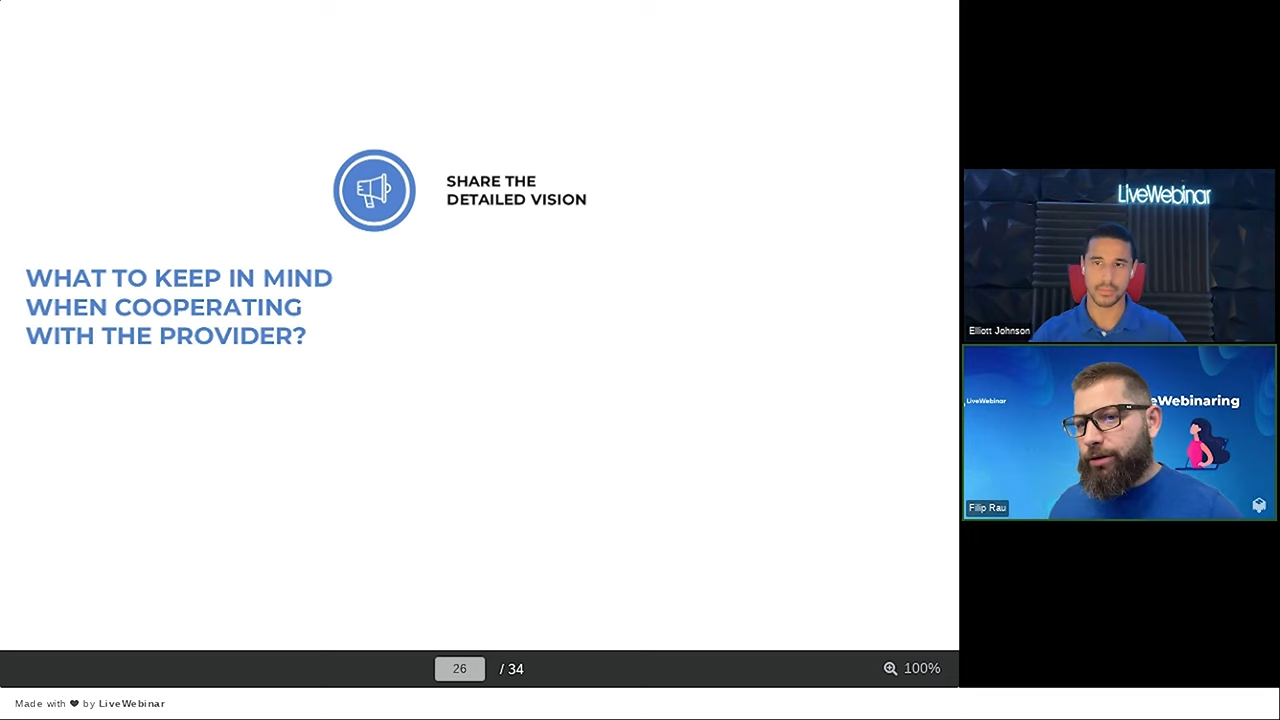 SHARE THE
DETAILED VISION
WHAT TO KEEP IN MIND
WHEN COOPERATING
WITH THE PROVIDER?
26 / 34
100%
LiveWebinar
Elliott Johnson
LiveWebinar
eWebinaring
Filip Rau
Made with ❤ by LiveWebinar